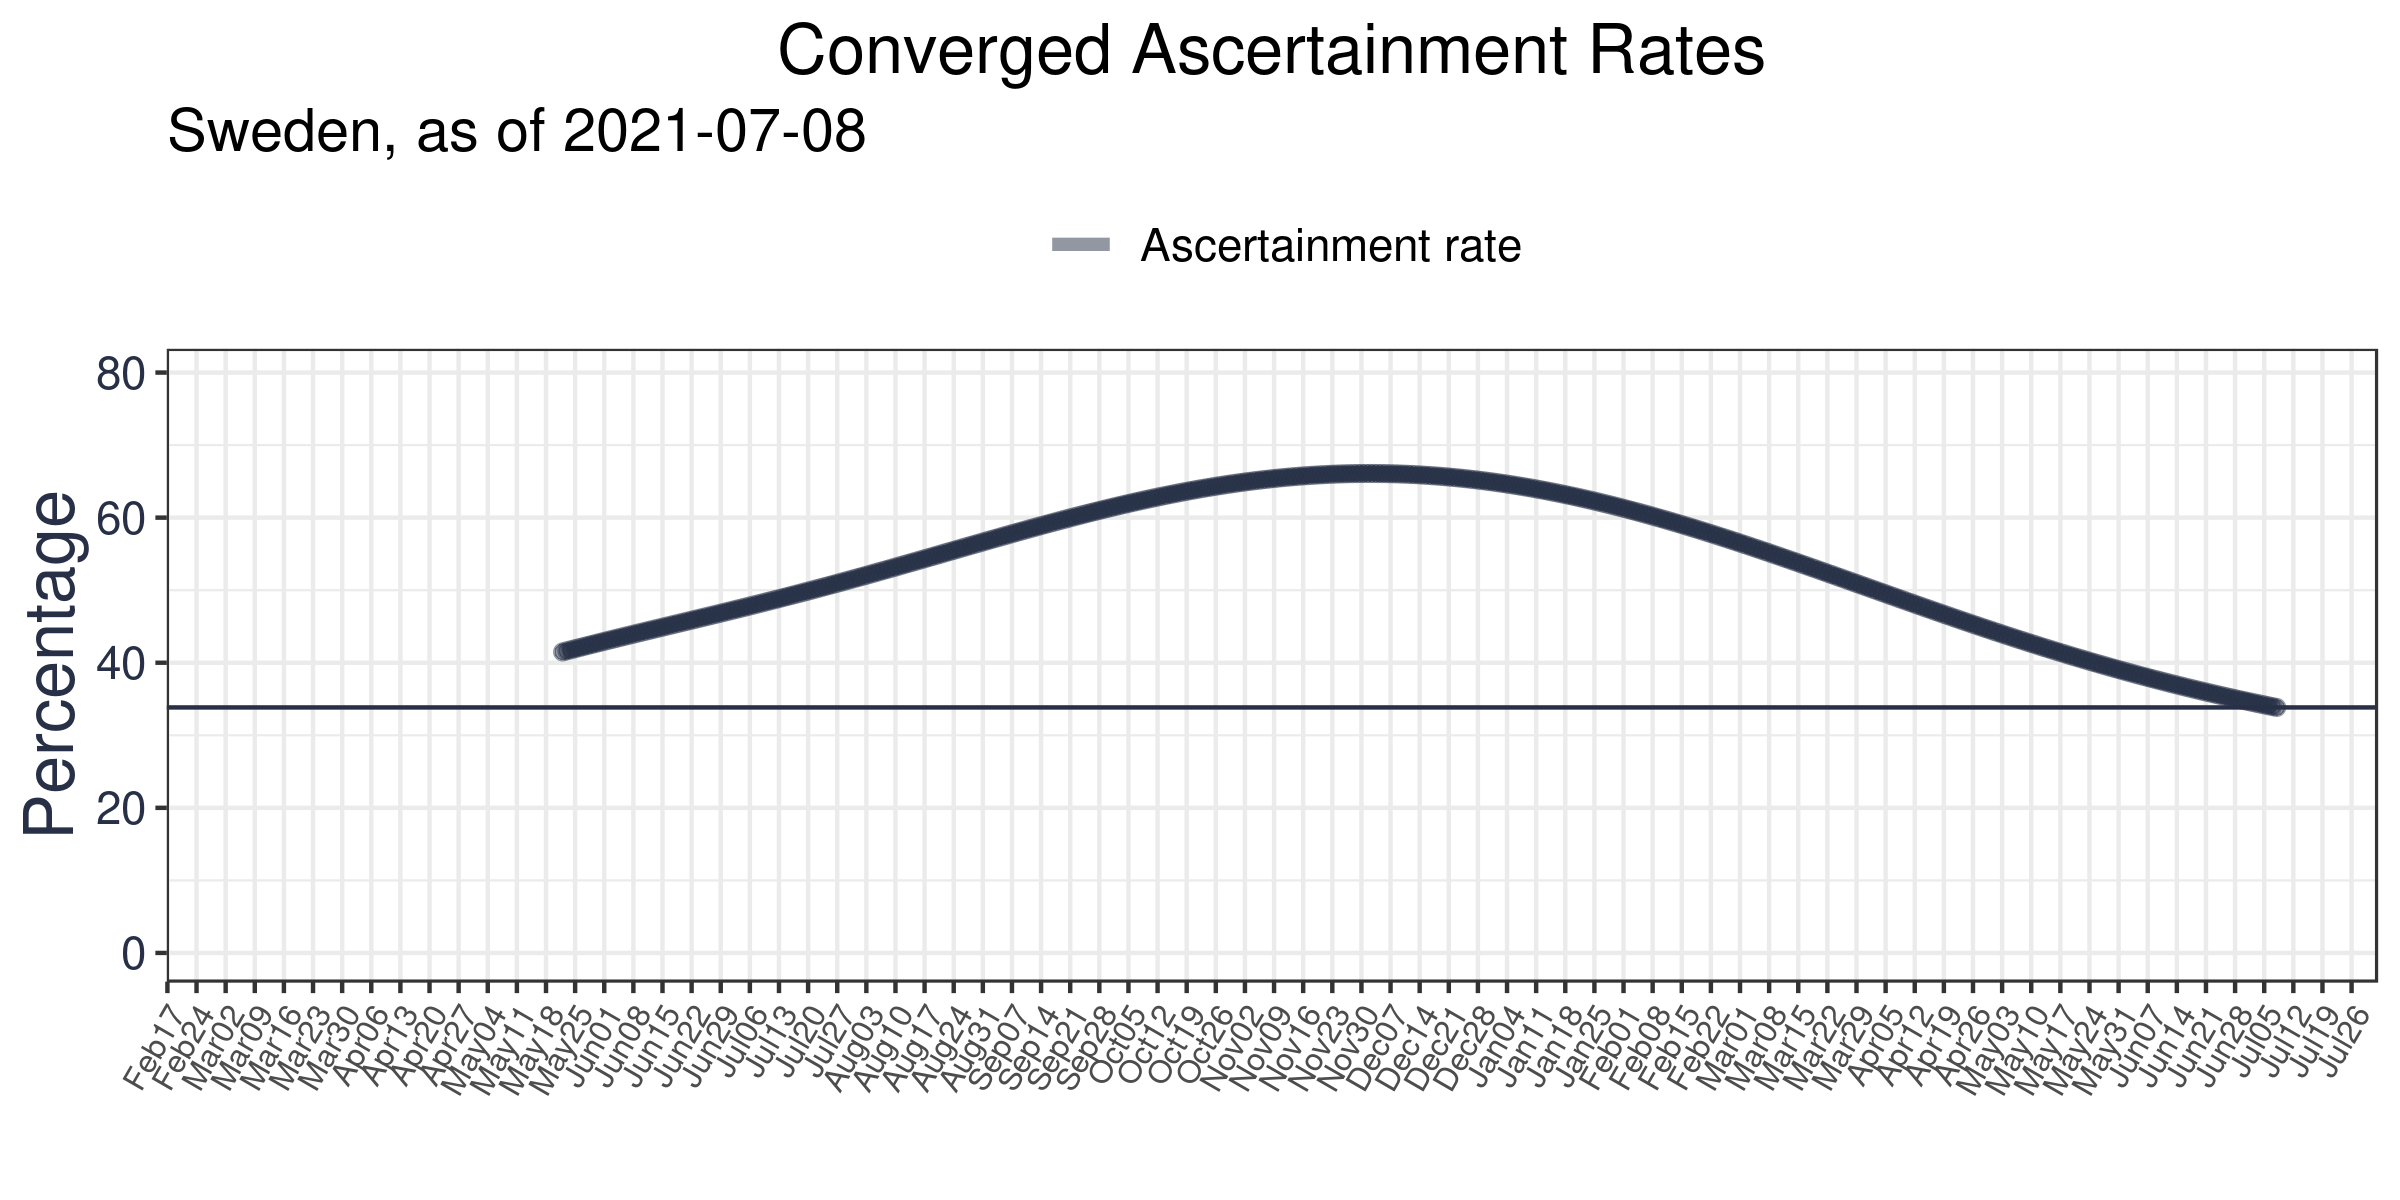 Converged Ascertainment Rates
Sweden, as of 2021-07-08
Ascertainment rate
Percentage
80
60
40
20
0
Feb17 Feb24 Mar02 Mar09 Mar16 Mar23 Mar30 Apr06 Apr13 Apr20 Apr27 May04 May11 May18 May25 Jun01 Jun08 Jun15 Jun22 Jun29 Jul06 Jul13 Jul20 Jul27 Aug03 Aug10 Aug17 Aug24 Aug31 Sep07 Sep14 Sep21 Sep28 Oct05 Oct12 Oct19 Oct26 Nov02 Nov09 Nov16 Nov23 Nov30 Dec07 Dec14 Dec21 Dec28 Jan04 Jan11 Jan18 Jan25 Feb01 Feb08 Feb15 Feb22 Mar01 Mar08 Mar15 Mar22 Mar29 Apr05 Apr12 Apr19 Apr26 May03 May10 May17 May24 May31 Jun07 Jun14 Jun21 Jun28 Jul05 Jul12 Jul19 Jul26